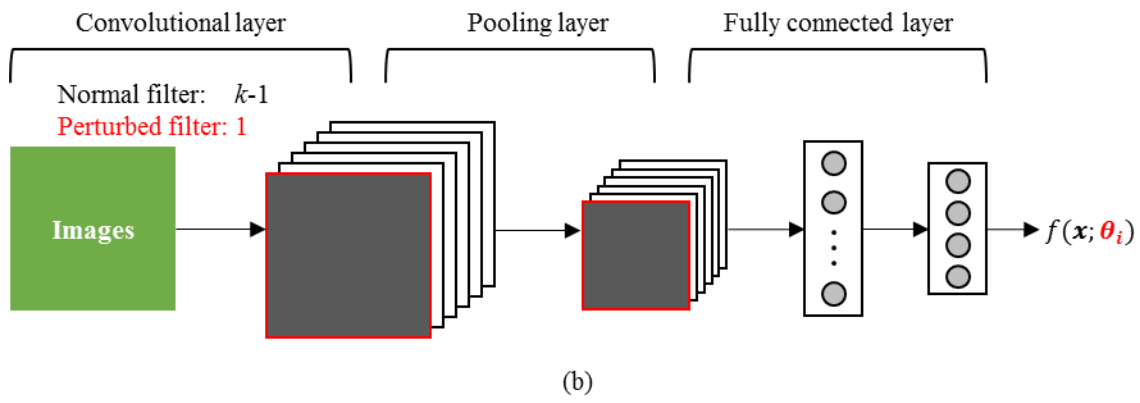 Convolutional layer
Pooling layer
Fully connected layer
Normal filter: k-1
Perturbed filter: 1
Images
f(x; θi)
(b)